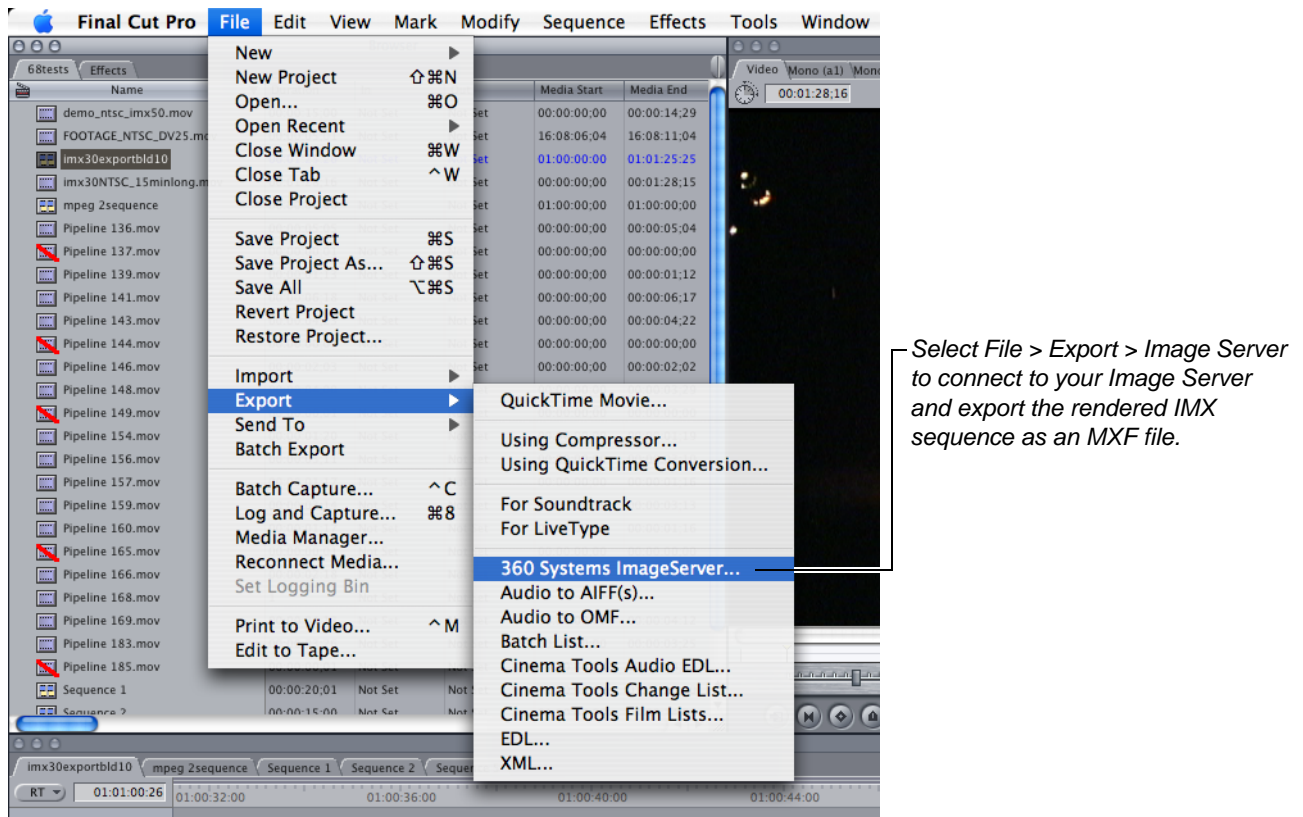 Final Cut Pro File Edit View Mark Modify Sequence Effects Tools Window
68tests Effects
Name Media Start Media End
demo_ntsc_imx50.mov Set 00:00:00;00 00:00:14;29
FOOTAGE_NTSC_DV25.mo Set 16:08:06;04 16:08:11;04
imx30exportbld10 Set 01:00:00:00 01:01:25:25
imx30NTSC_15minlong.m Set 00:00:00;00 00:01:28;15
mpeg 2sequence Set 01:00:00;00 01:00:00;00
Pipeline 136.mov Set 00:00:00;00 00:00:05;04
Pipeline 137.mov Set 00:00:00;00 00:00:00;00
Pipeline 139.mov Set 00:00:00;00 00:00:01;12
Pipeline 141.mov Set 00:00:00;00 00:00:06;17
Pipeline 143.mov Set 00:00:00;00 00:00:04;22
Pipeline 144.mov Set 00:00:00;00 00:00:00;00
Pipeline 146.mov Set 00:00:00;00 00:00:02;02
Pipeline 148.mov
Pipeline 149.mov
Pipeline 154.mov
Pipeline 156.mov
Pipeline 157.mov
Pipeline 159.mov
Pipeline 160.mov
Pipeline 165.mov
Pipeline 166.mov
Pipeline 168.mov
Pipeline 169.mov
Pipeline 183.mov
Pipeline 185.mov
Sequence 1 00:00:20;01 Not Set Not
Sequence 2 00:00:15:00 Not Set Not
New
New Project ⇧⌘N
Open... ⌘O
Open Recent
Close Window ⌘W
Close Tab ^W
Close Project
Save Project ⌘S
Save Project As... ⇧⌘S
Save All ⌥⌘S
Revert Project
Restore Project...
Import
Export
Send To
Batch Export
Batch Capture... ^C
Log and Capture... ⌘8
Media Manager...
Reconnect Media...
Set Logging Bin
Print to Video... ^M
Edit to Tape...
QuickTime Movie...
Using Compressor...
Using QuickTime Conversion...
For Soundtrack
For LiveType
360 Systems ImageServer...
Audio to AIFF(s)...
Audio to OMF...
Batch List...
Cinema Tools Audio EDL...
Cinema Tools Change List...
Cinema Tools Film Lists...
EDL...
XML...
Video Mono (a1) Mono
00:01:28;16
Select File > Export > Image Server
to connect to your Image Server
and export the rendered IMX
sequence as an MXF file.
imx30exportbld10 mpeg 2sequence Sequence 1 Sequence 2 Sequer
RT 01:01:00:26 01:00:32:00 01:00:36:00 01:00:40:00 01:00:44:00